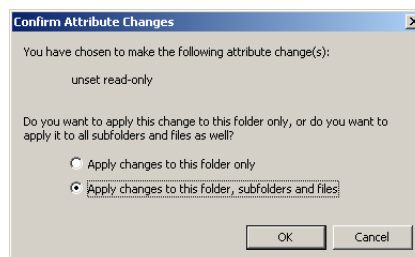 Confirm Attribute Changes
You have chosen to make the following attribute change(s):
unset read-only
Do you want to apply this change to this folder only, or do you want to
apply it to all subfolders and files as well?
Apply changes to this folder only
Apply changes to this folder, subfolders and files
OK Cancel